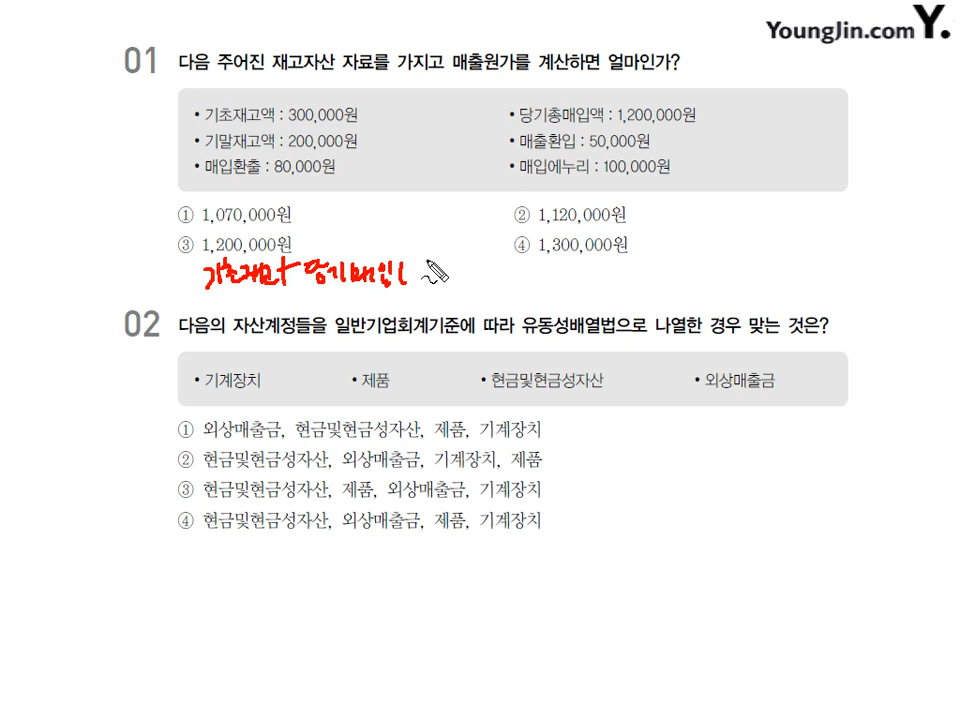 YoungJin.com Y.
01 다음 주어진 재고자산 자료를 가지고 매출원가를 계산하면 얼마인가?
• 기초재고액 : 300,000원 • 당기총매입액 : 1,200,000원
• 기말재고액 : 200,000원 • 매출환입 : 50,000원
• 매입환출 : 80,000원 • 매입에누리 : 100,000원
① 1,070,000원 ② 1,120,000원
③ 1,200,000원 ④ 1,300,000원
+ 당기매입
02 다음의 자산계정들을 일반기업회계기준에 따라 유동성배열법으로 나열한 경우 맞는 것은?
• 기계장치 • 제품 • 현금및현금성자산 • 외상매출금
① 외상매출금, 현금및현금성자산, 제품, 기계장치
② 현금및현금성자산, 외상매출금, 기계장치, 제품
③ 현금및현금성자산, 제품, 외상매출금, 기계장치
④ 현금및현금성자산, 외상매출금, 제품, 기계장치